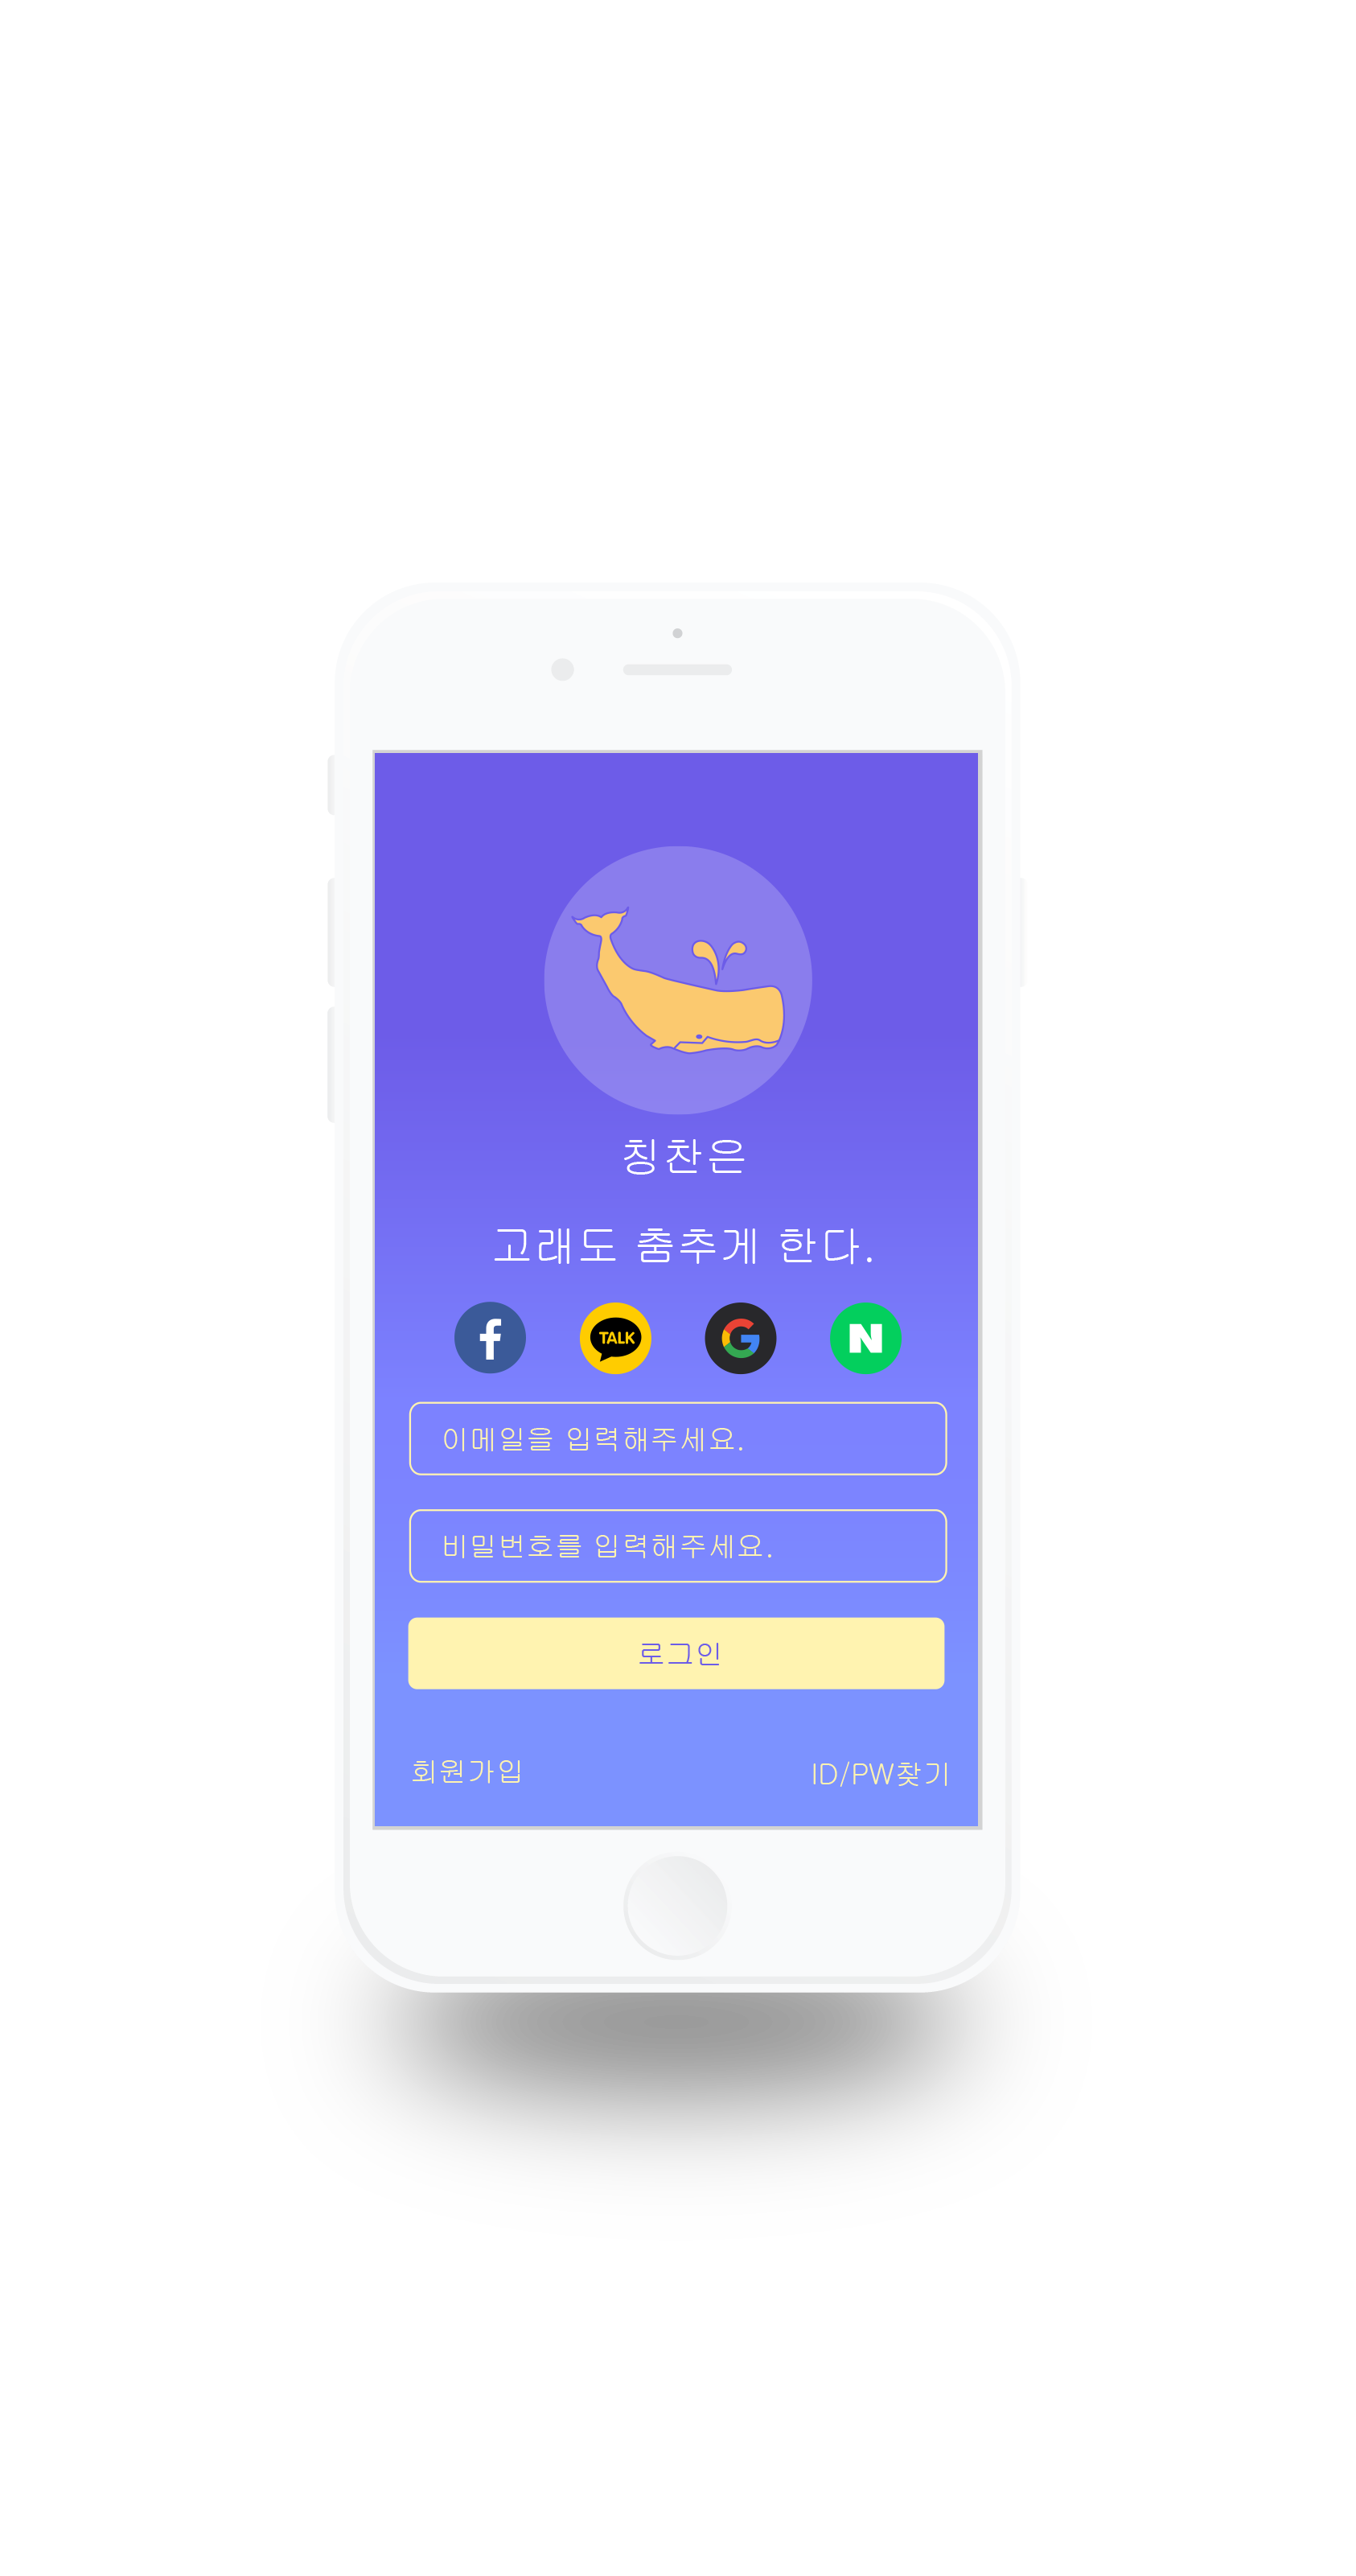 칭찬은
고래도 춤추게 한다.
f TALK G N
이메일을 입력해주세요.
비밀번호를 입력해주세요.
로그인
회원가입 ID/PW찾기